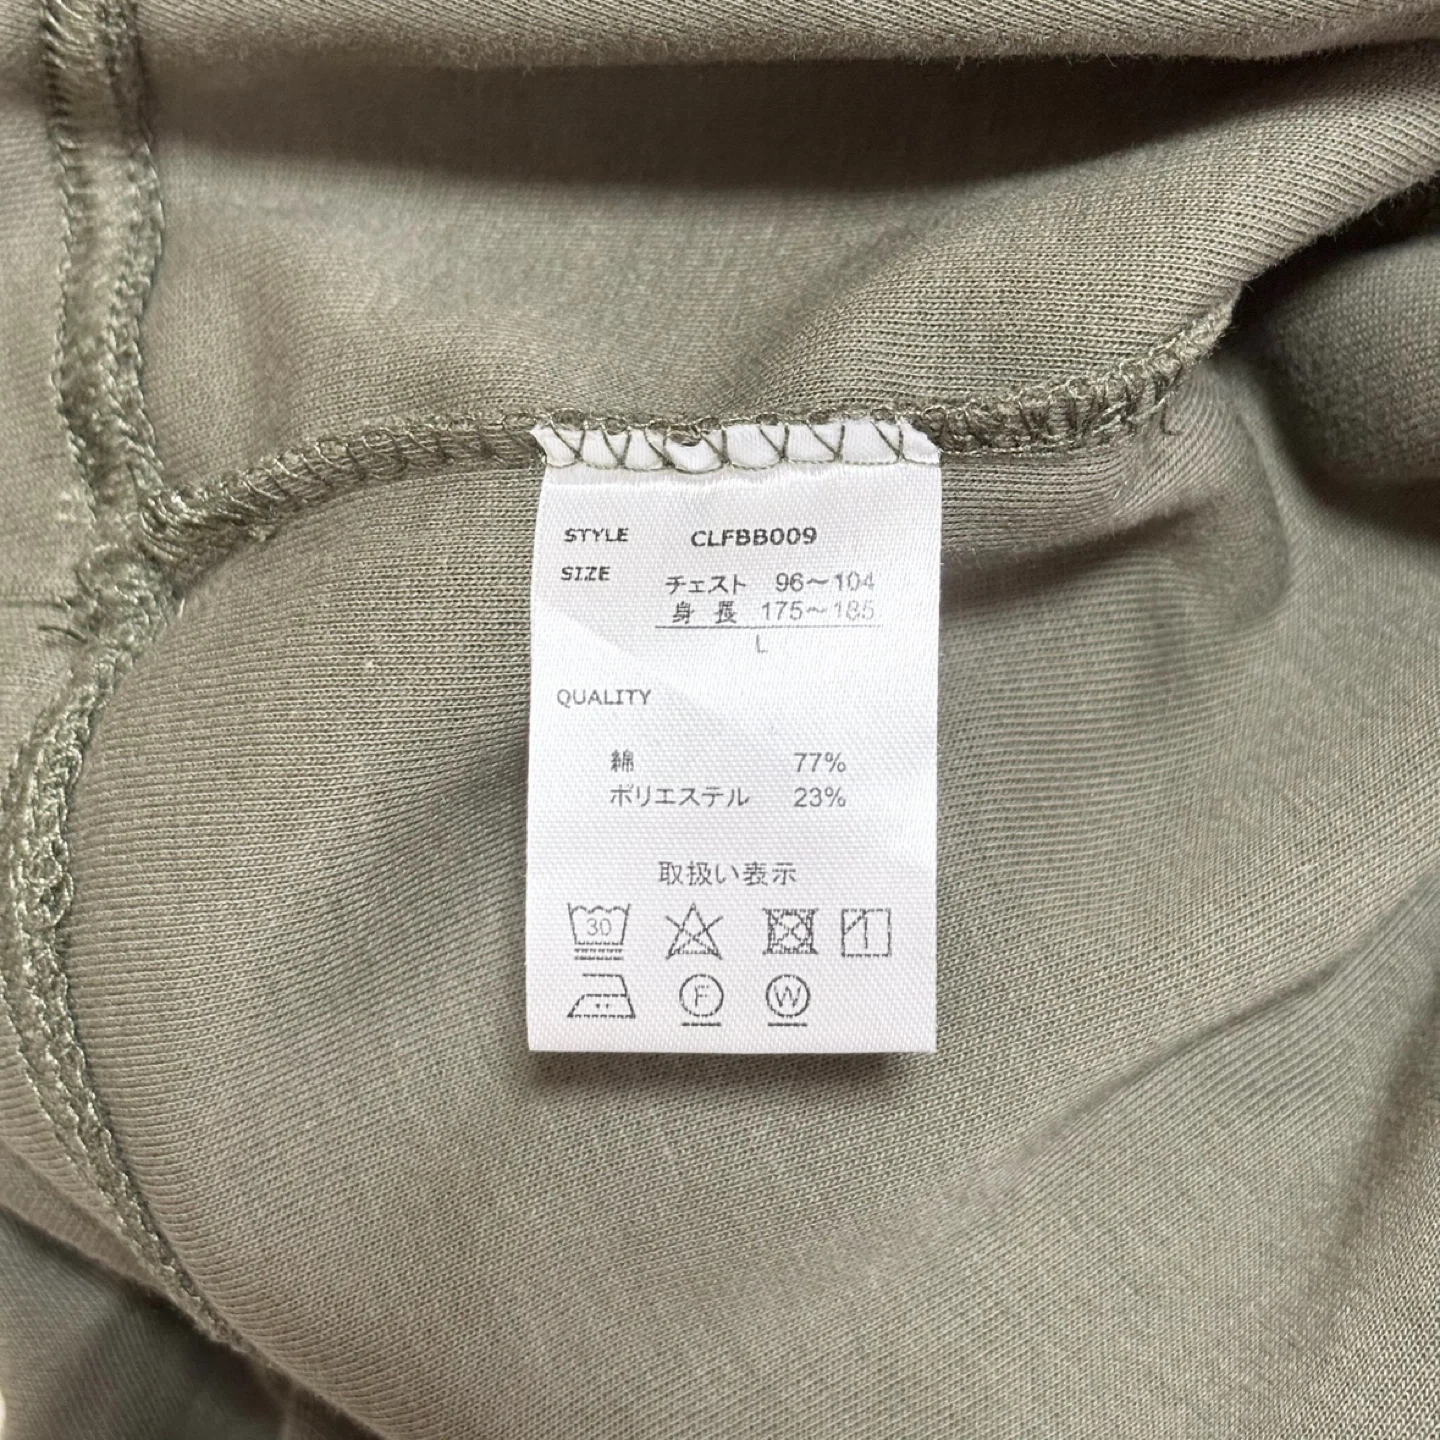 STYLE CLFBB009
SIZE チェスト 96～104
身長 175～185
L
QUALITY
綿 77%
ポリエステル 23%
取扱い表示
30
F W